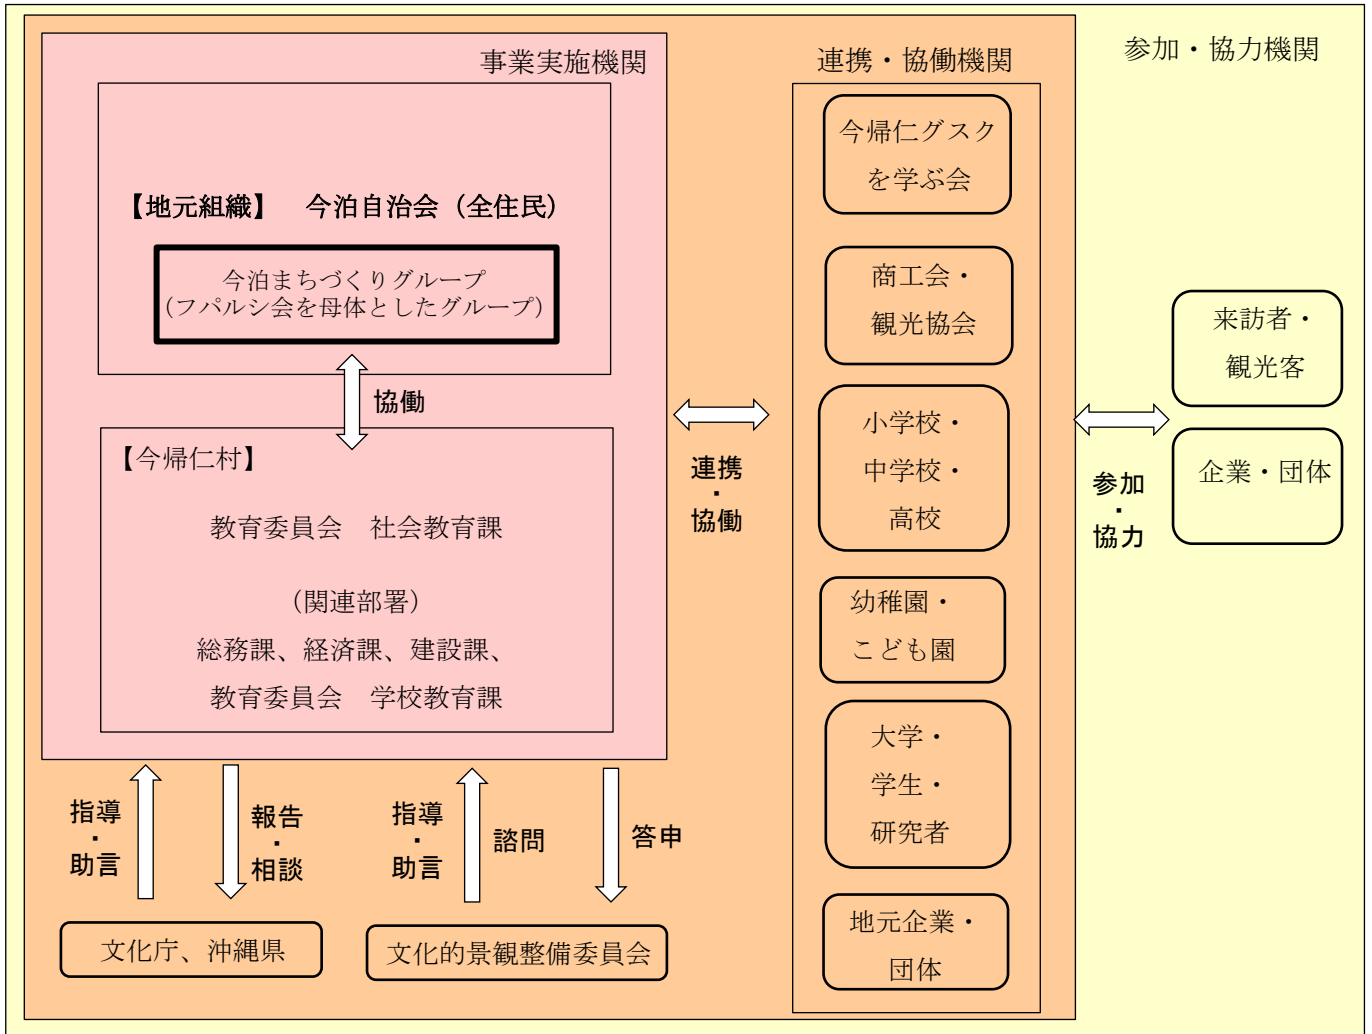 事業実施機関
【地元組織】　今泊自治会（全住民）
今泊まちづくりグループ
（フパルシ会を母体としたグループ）
協働
【今帰仁村】
教育委員会　社会教育課
（関連部署）
総務課、経済課、建設課、
教育委員会　学校教育課
指導
・
助言
報告
・
相談
指導
・
助言
諮問
答申
文化庁、沖縄県
文化的景観整備委員会
連携
・
協働
連携・協働機関
今帰仁グスク
を学ぶ会
商工会・
観光協会
小学校・
中学校・
高校
幼稚園・
こども園
大学・
学生・
研究者
地元企業・
団体
参加
・
協力
参加・協力機関
来訪者・
観光客
企業・団体